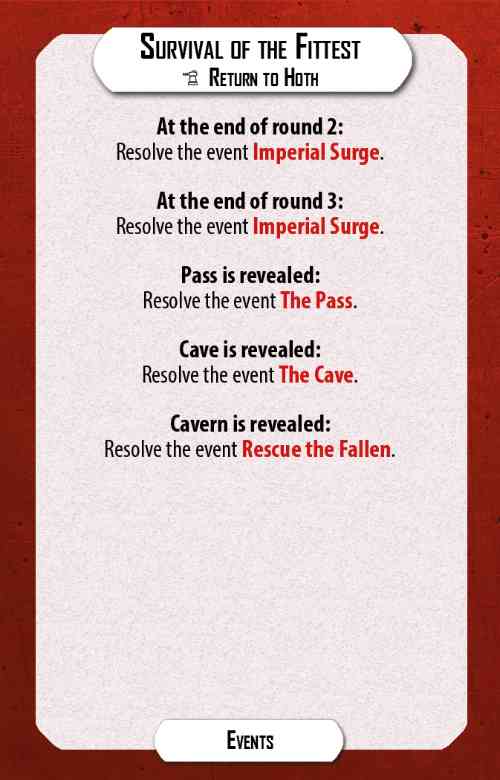 Survival of the Fittest
Return to Hoth
At the end of round 2:
Resolve the event Imperial Surge.
At the end of round 3:
Resolve the event Imperial Surge.
Pass is revealed:
Resolve the event The Pass.
Cave is revealed:
Resolve the event The Cave.
Cavern is revealed:
Resolve the event Rescue the Fallen.
Events